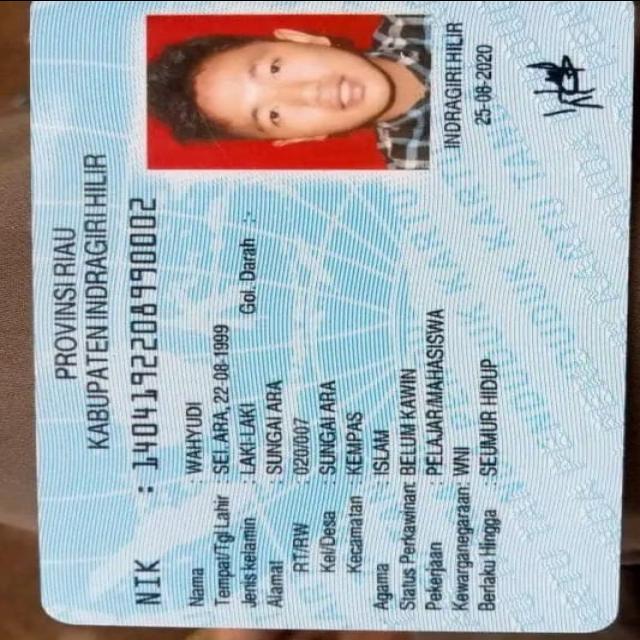 PROVINSI RIAU
KABUPATEN INDRAGIRI HILIR
NIK : 1404192208990002
Nama : WAHYUDI
Tempat/Tgl Lahir : SELARA, 22-08-1999
Jenis kelamin : LAKI-LAKI Gol. Darah : -
Alamat : SUNGAI ARA
RT/RW : 020/007
Kel/Desa : SUNGAI ARA
Kecamatan : KEMPAS
Agama : ISLAM
Status Perkawinan: BELUM KAWIN
Pekerjaan : PELAJAR/MAHASISWA
Kewarganegaraan: WNI
Berlaku Hingga : SEUMUR HIDUP
INDRAGIRI HILIR
25-08-2020